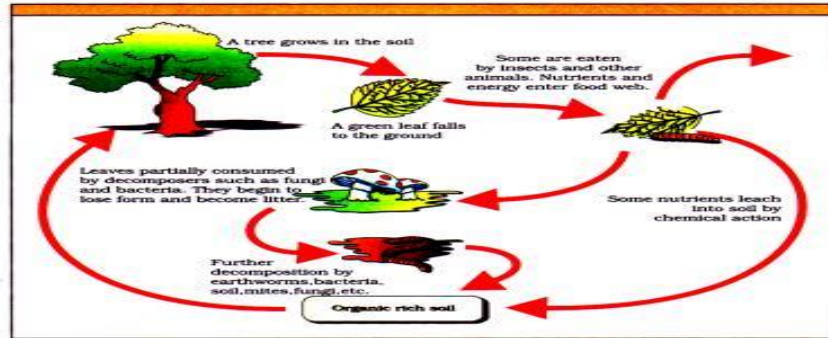 A tree grows in the soil
Some are eaten
by insects and other
animals. Nutrients and
energy enter food web.
A green leaf falls
to the ground
Leaves partially consumed
by decomposers such as fungi
and bacteria. They begin to
lose form and become litter.
Some nutrients leach
into soil by
chemical action
Further
decomposition by
earthworms,bacteria,
soil,mites,fungi,etc.
Organic rich soil